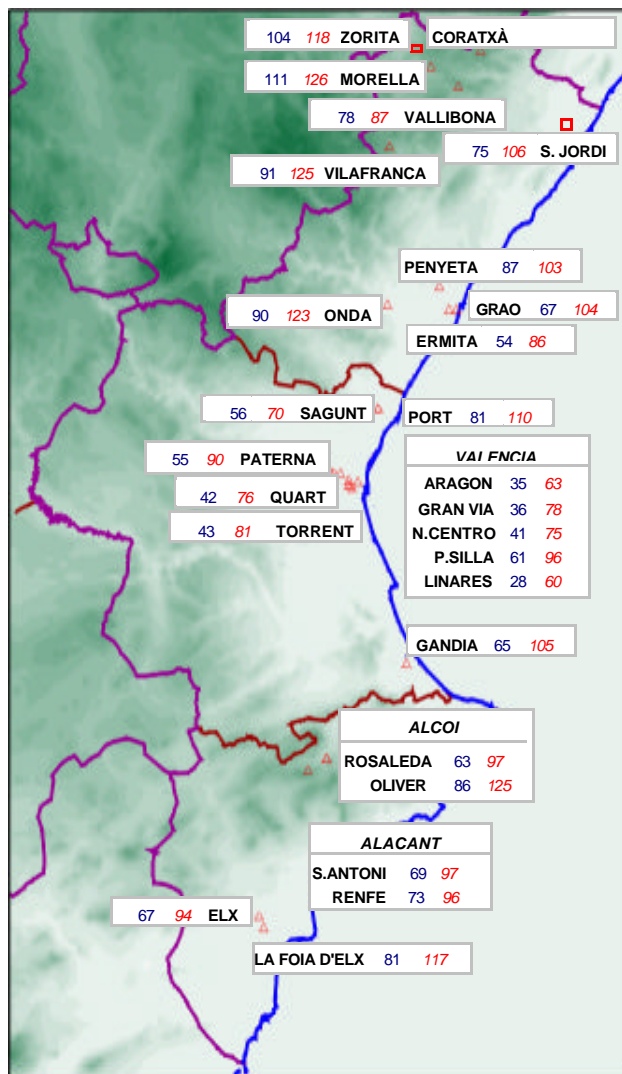 104 118 ZORITA
CORATXÀ
111 126 MORELLA
78 87 VALLIBONA
75 106 S. JORDI
91 125 VILAFRANCA
PENYETA 87 103
90 123 ONDA
GRAO 67 104
ERMITA 54 86
56 70 SAGUNT
PORT 81 110
55 90 PATERNA
42 76 QUART
43 81 TORRENT
VALENCIA
ARAGON 35 63
GRAN VIA 36 78
N.CENTRO 41 75
P.SILLA 61 96
LINARES 28 60
GANDIA 65 105
ALCOI
ROSALEDA 63 97
OLIVER 86 125
ALACANT
S.ANTONI 69 97
RENFE 73 96
67 94 ELX
LA FOIA D'ELX 81 117